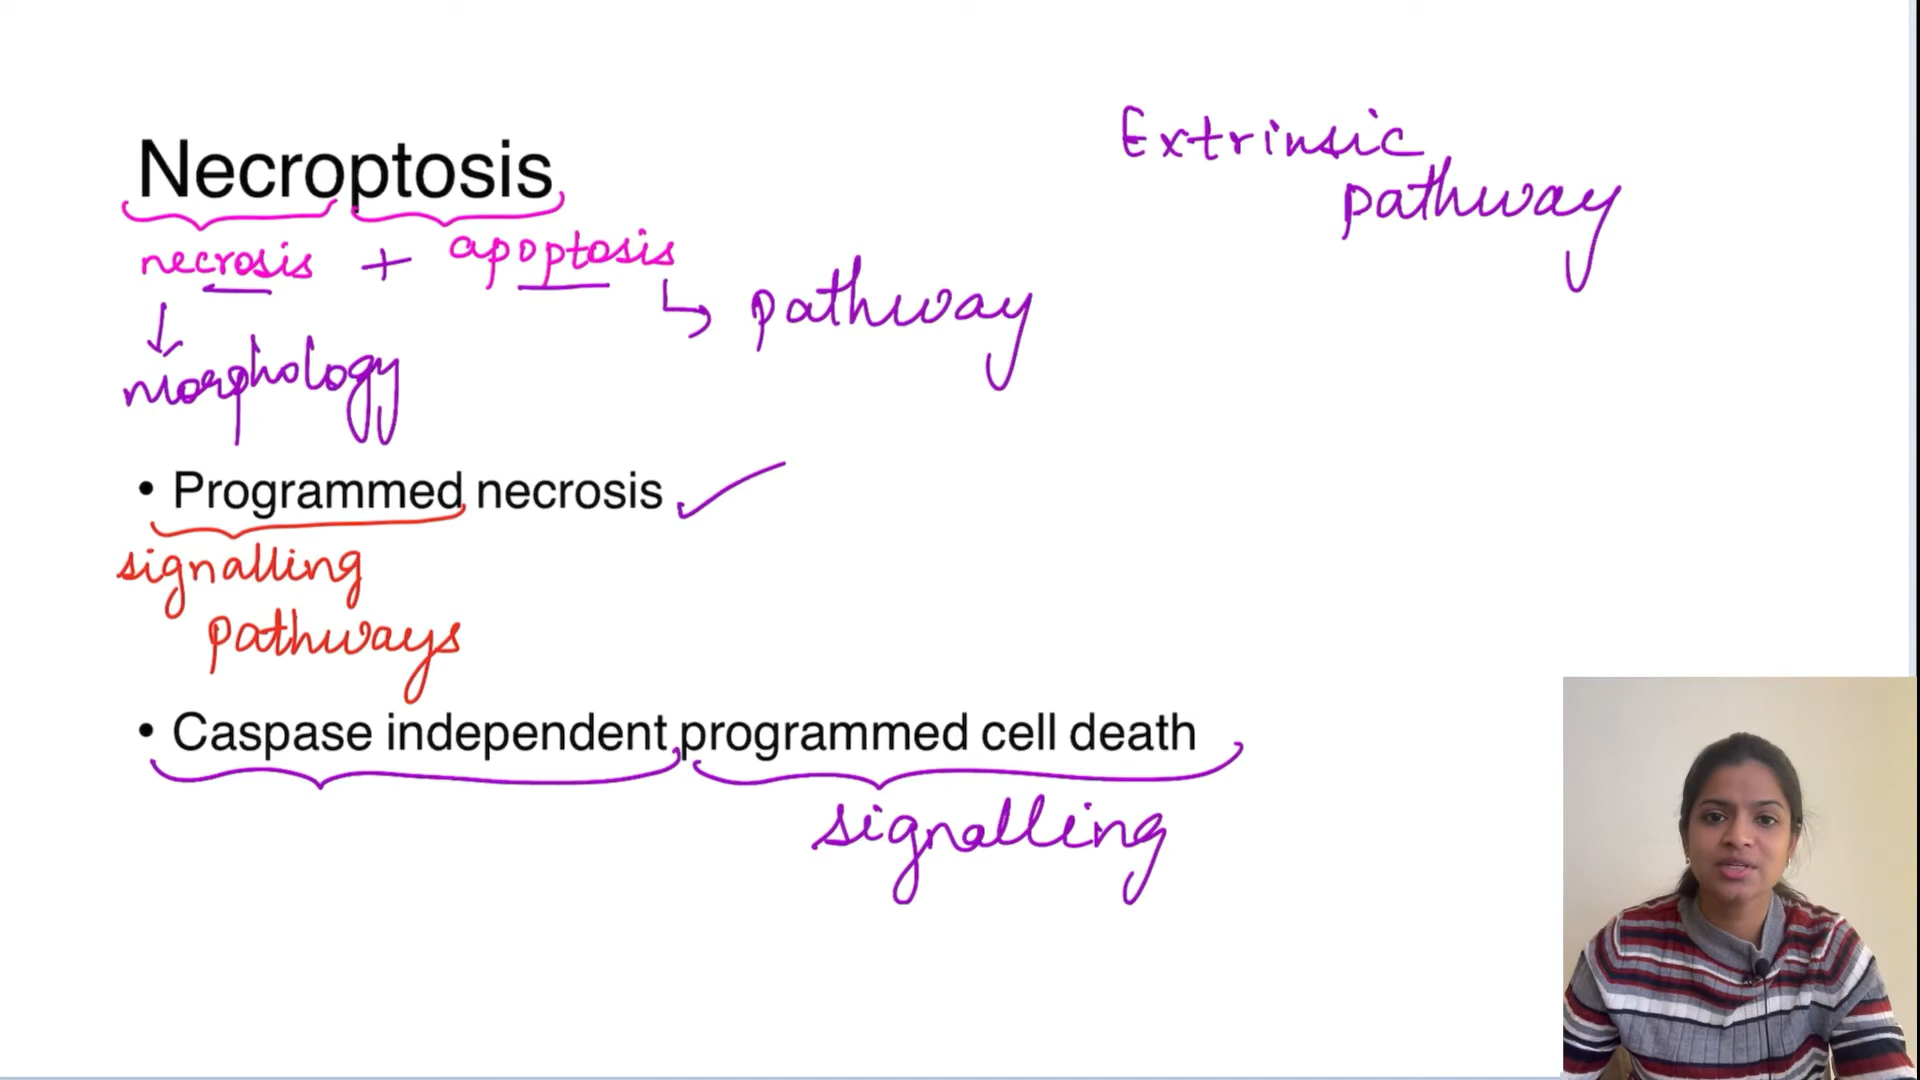 Extrinsic
pathway
Necroptosis
necrosis + apoptosis
↳ pathway
↓
morphology
• Programmed necrosis ✓
signalling
pathways
• Caspase independent programmed cell death
signalling